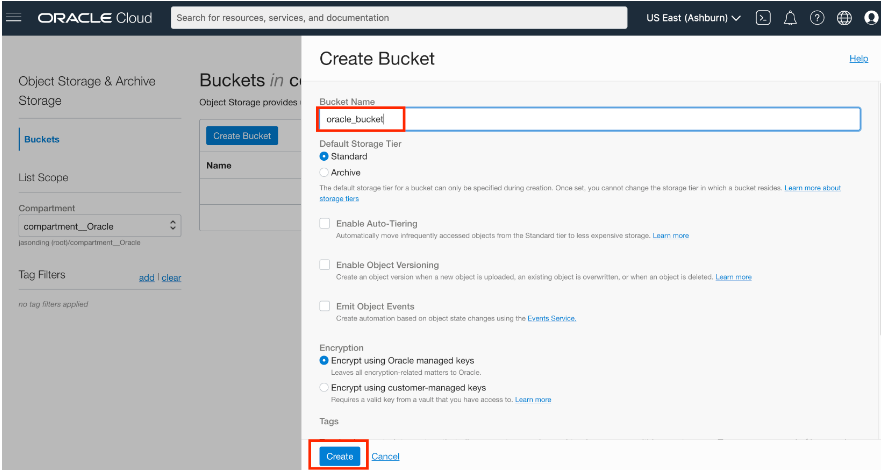 ORACLE Cloud
Search for resources, services, and documentation
US East (Ashburn)
Object Storage & Archive
Storage
Buckets
List Scope
Compartment
compartment__Oracle
jasonding (root)/compartment__Oracle
Tag Filters
add | clear
no tag filters applied
Buckets in c
Object Storage provides
Create Bucket
Name
Create Bucket
Help
Bucket Name
oracle_bucket
Default Storage Tier
Standard
Archive
The default storage tier for a bucket can only be specified during creation. Once set, you cannot change the storage tier in which a bucket resides. Learn more about
storage tiers
Enable Auto-Tiering
Automatically move infrequently accessed objects from the Standard tier to less expensive storage. Learn more
Enable Object Versioning
Create an object version when a new object is uploaded, an existing object is overwritten, or when an object is deleted. Learn more
Emit Object Events
Create automation based on object state changes using the Events Service.
Encryption
Encrypt using Oracle managed keys
Leaves all encryption-related matters to Oracle.
Encrypt using customer-managed keys
Requires a valid key from a vault that you have access to. Learn more
Tags
Create
Cancel